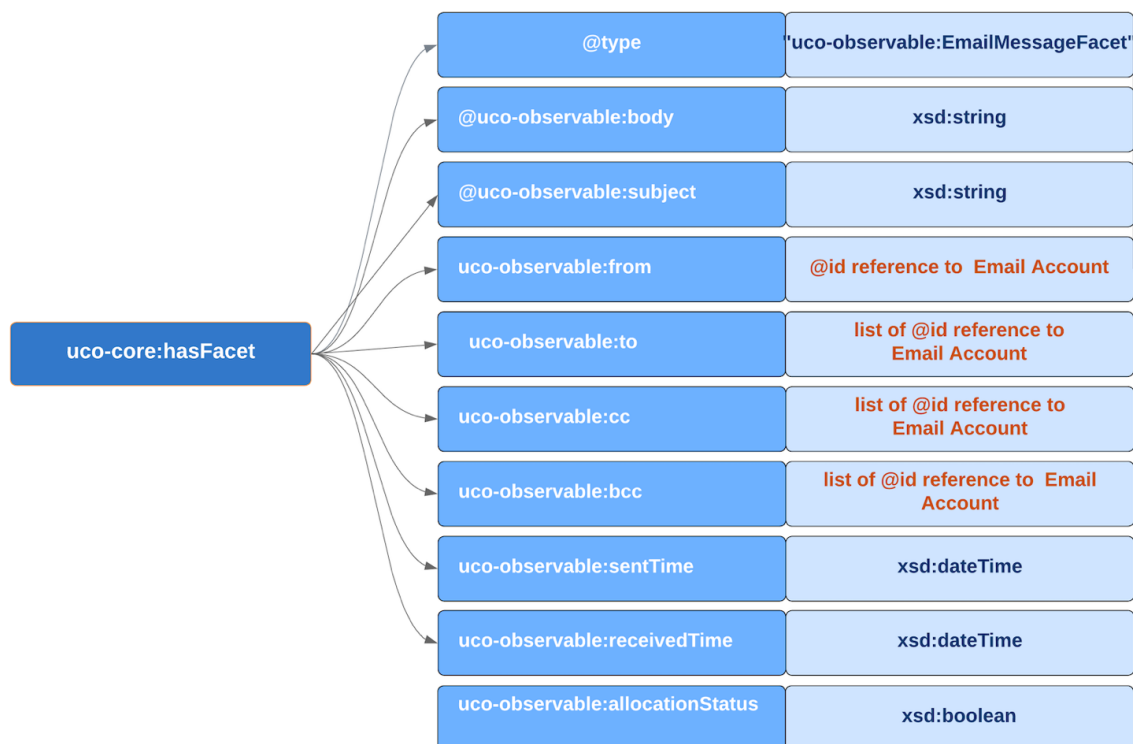 @type
"uco-observable:EmailMessageFacet"
@uco-observable:body
xsd:string
@uco-observable:subject
xsd:string
uco-observable:from
@id reference to Email Account
uco-core:hasFacet
uco-observable:to
list of @id reference to
Email Account
uco-observable:cc
list of @id reference to
Email Account
uco-observable:bcc
list of @id reference to Email
Account
uco-observable:sentTime
xsd:dateTime
uco-observable:receivedTime
xsd:dateTime
uco-observable:allocationStatus
xsd:boolean